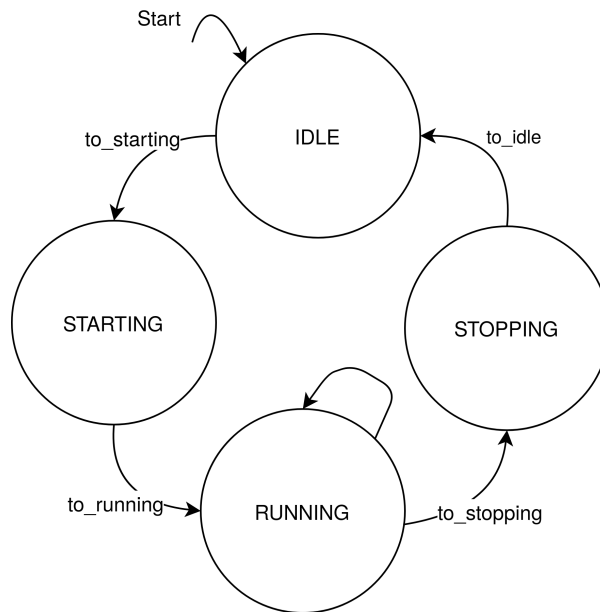 Start
IDLE
to_starting
to_idle
STARTING
STOPPING
to_running
RUNNING
to_stopping